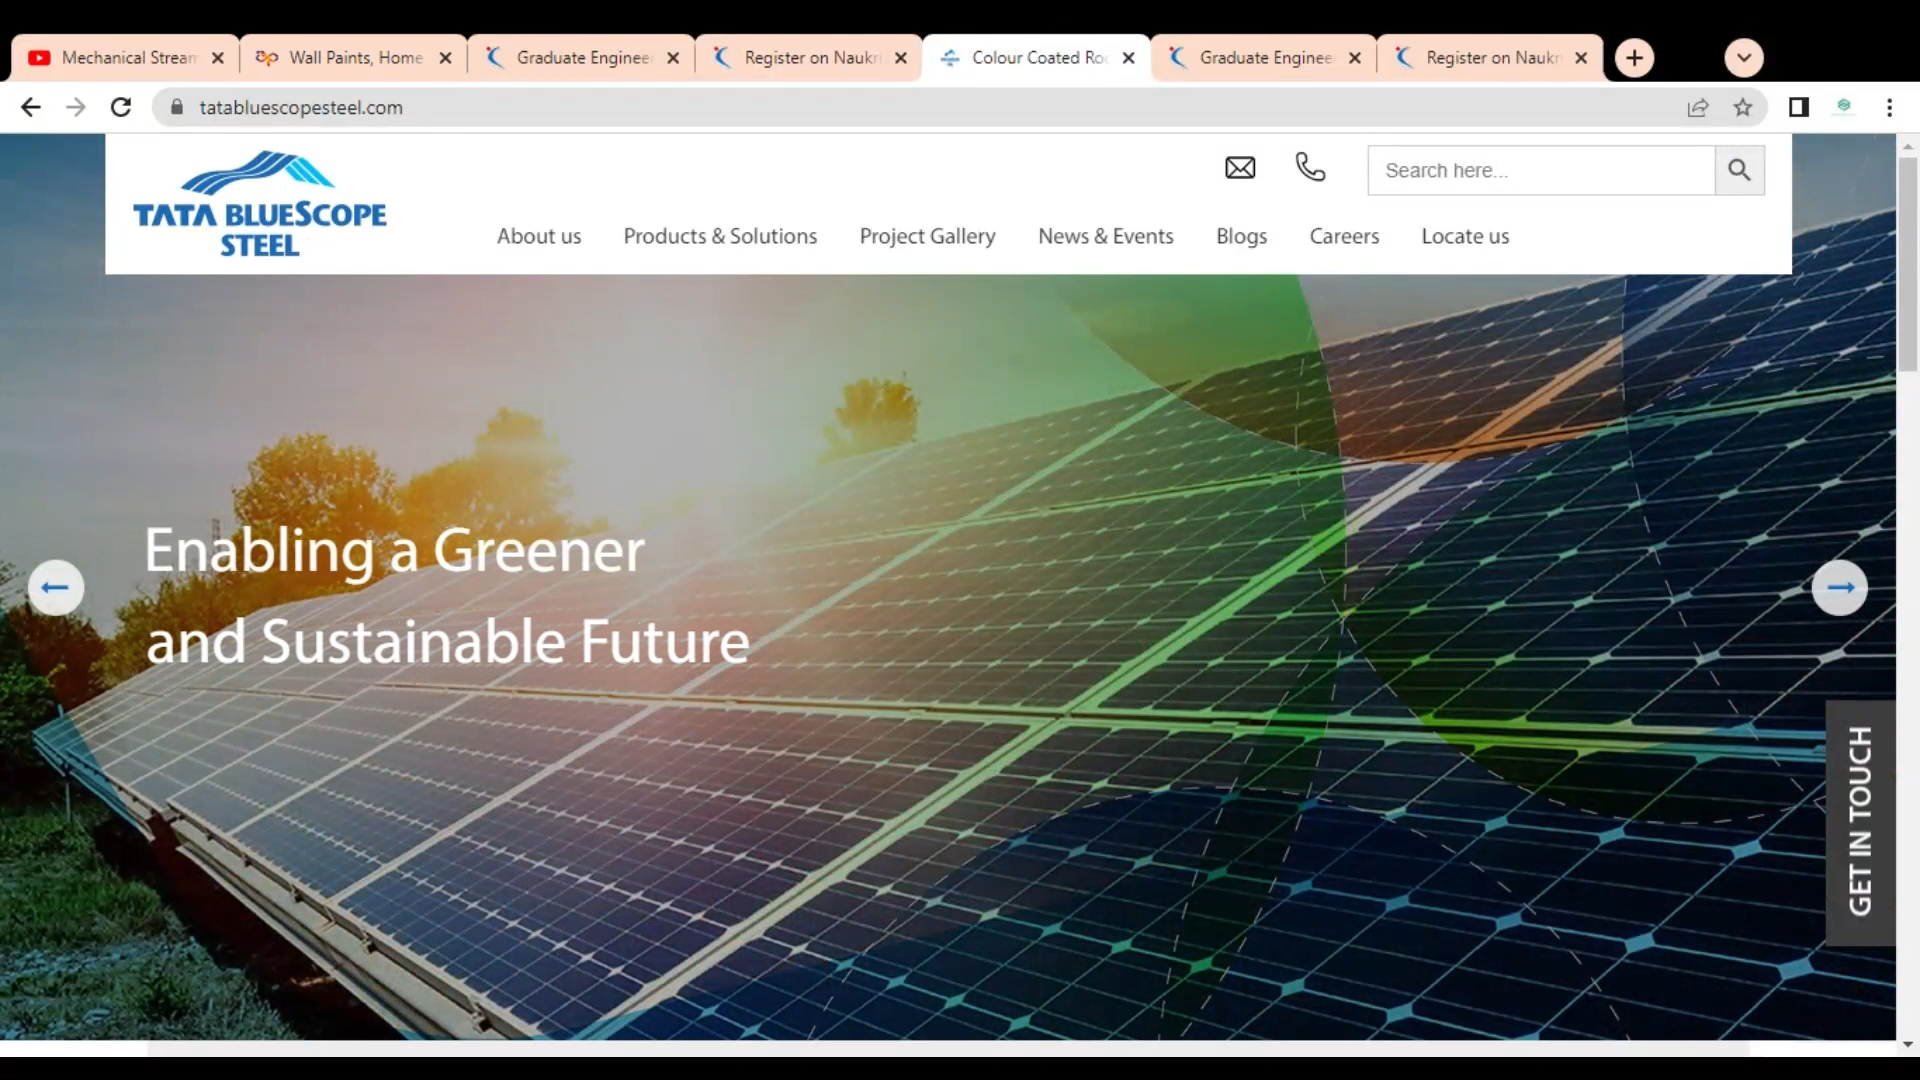 Mechanical Stream
Wall Paints, Home
Graduate Enginee
Register on Naukri
Colour Coated Ro
Graduate Enginee
Register on Naukri
tatabluescopesteel.com
TATA BLUESCOPE
STEEL
Search here...
About us
Products & Solutions
Project Gallery
News & Events
Blogs
Careers
Locate us
Enabling a Greener
and Sustainable Future
GET IN TOUCH